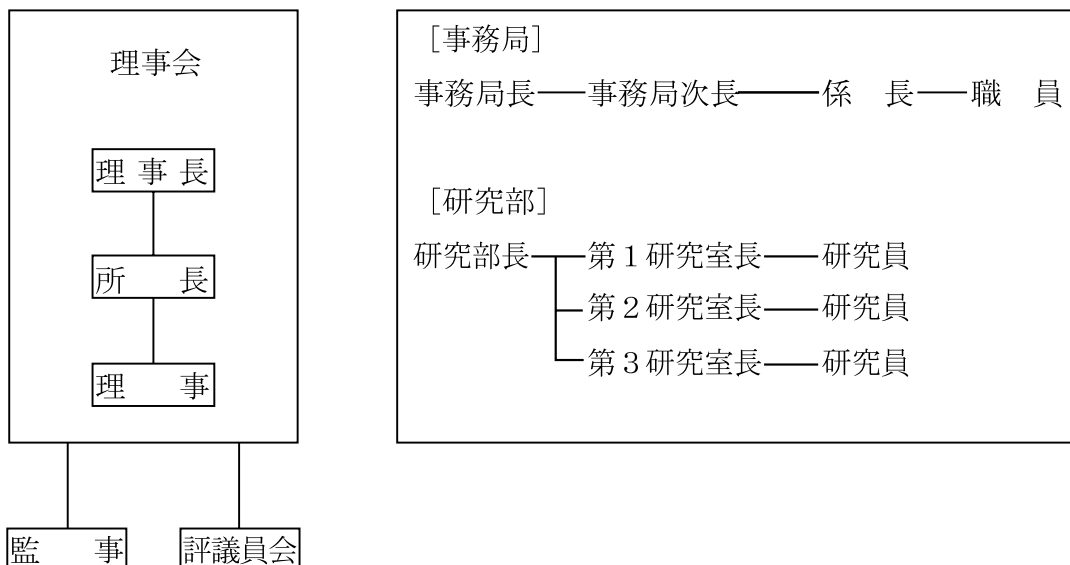 理事会
理事長
所　長
理　事
監　事
評議員会
［事務局］
事務局長 事務局次長 係　長 職　員
［研究部］
研究部長 第１研究室長 研究員
第２研究室長 研究員
第３研究室長 研究員